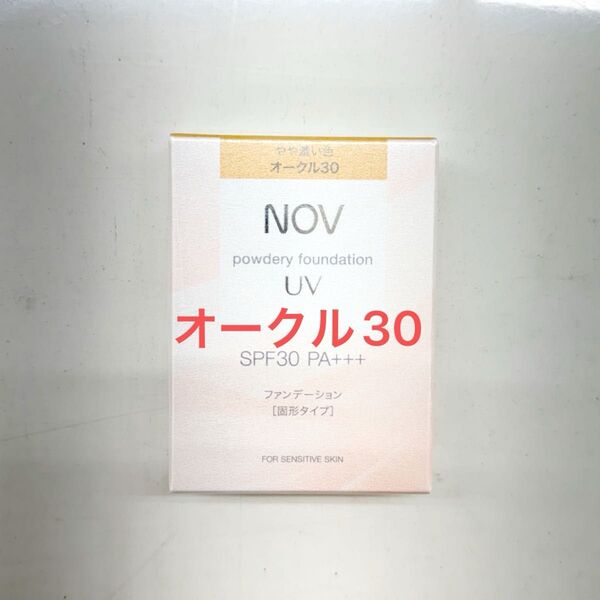 やや濃い色
オークル30
NOV
powdery foundation
UV
オークル30
SPF30 PA+++
ファンデーション
[固形タイプ]
FOR SENSITIVE SKIN